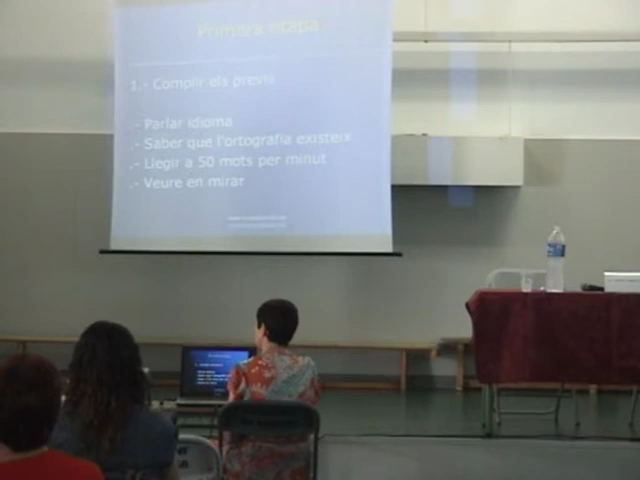 Primera etapa
1.- Complir els previs
.- Parlar idioma
.- Saber que l'ortografia existeix
.- Llegir a 50 mots per minut
.- Veure en mirar